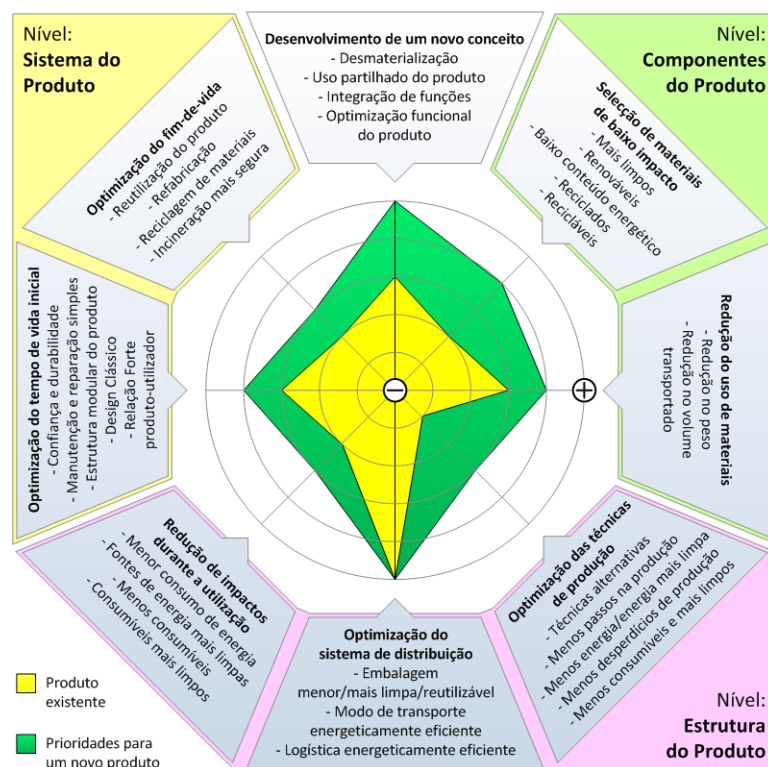 Nível:
Sistema do
Produto
Desenvolvimento de um novo conceito
- Desmaterialização
- Uso partilhado do produto
- Integração de funções
- Optimização funcional
do produto
Nível:
Componentes
do Produto
Selecção de materiais
de baixo impacto
- Mais limpos
- Renováveis
- Baixo conteúdo energético
- Reciclados
- Recicláveis
Redução do uso de materiais
- Redução no peso
- Redução no volume
transportado
Optimização das técnicas
de produção
- Técnicas alternativas
- Menos passos na produção
- Menos energia/energia mais limpa
- Menos desperdícios de produção
- Menos consumíveis e mais limpos
Nível:
Estrutura
do Produto
Optimização do
sistema de distribuição
- Embalagem
menor/mais limpa/reutilizável
- Modo de transporte
energeticamente eficiente
- Logística energeticamente eficiente
Redução de impactos
durante a utilização
- Menor consumo de energia
- Fontes de energia mais limpas
- Menos consumíveis
- Consumíveis mais limpos
Optimização do tempo de vida inicial
- Confiança e durabilidade
- Manutenção e reparação simples
- Estrutura modular do produto
- Design Clássico
- Relação Forte
produto-utilizador
Optimização do fim-de-vida
- Reutilização do produto
- Refabricação
- Reciclagem de materiais
- Incineração mais segura
−
+
Produto
existente
Prioridades para
um novo produto